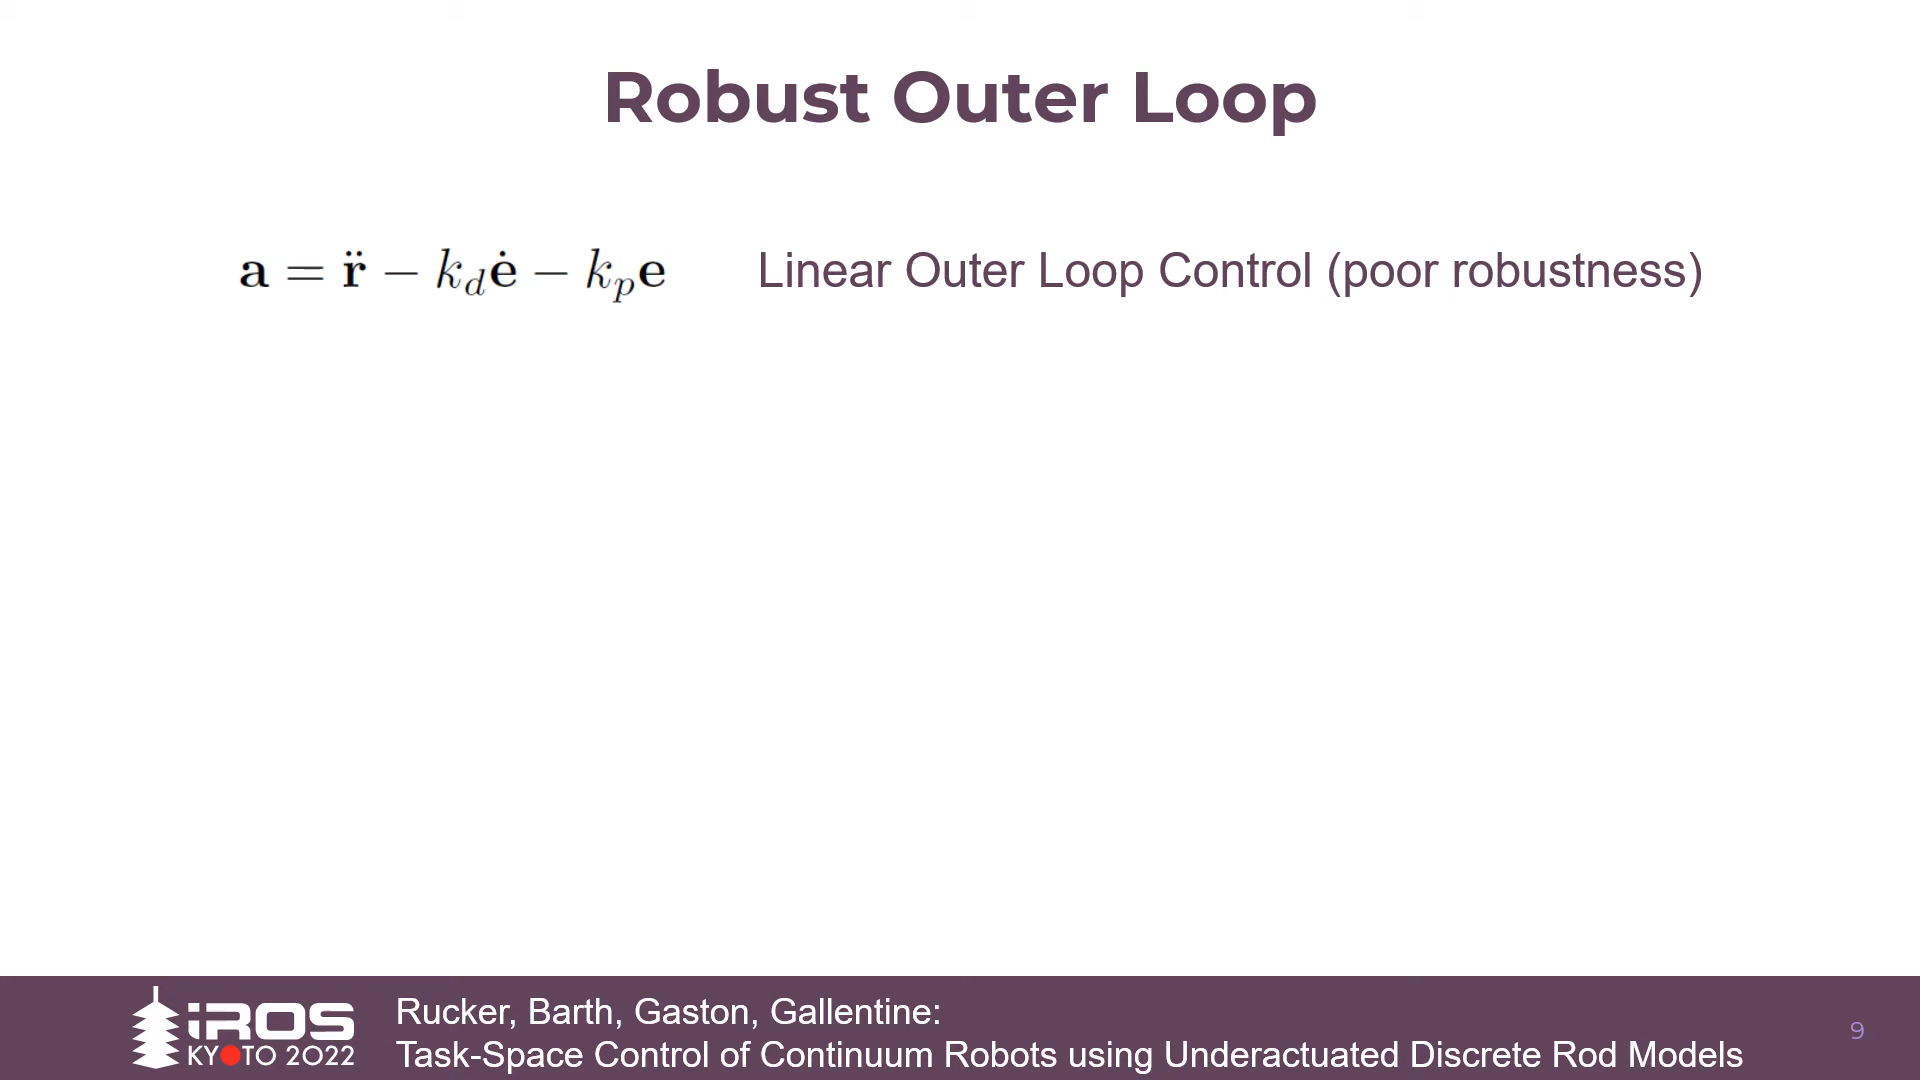 Robust Outer Loop
𝐚 = 𝐫̈ − k_d 𝐞̇ − k_p 𝐞 Linear Outer Loop Control (poor robustness)
iROS
KYOTO 2022
Rucker, Barth, Gaston, Gallentine:
Task-Space Control of Continuum Robots using Underactuated Discrete Rod Models
9